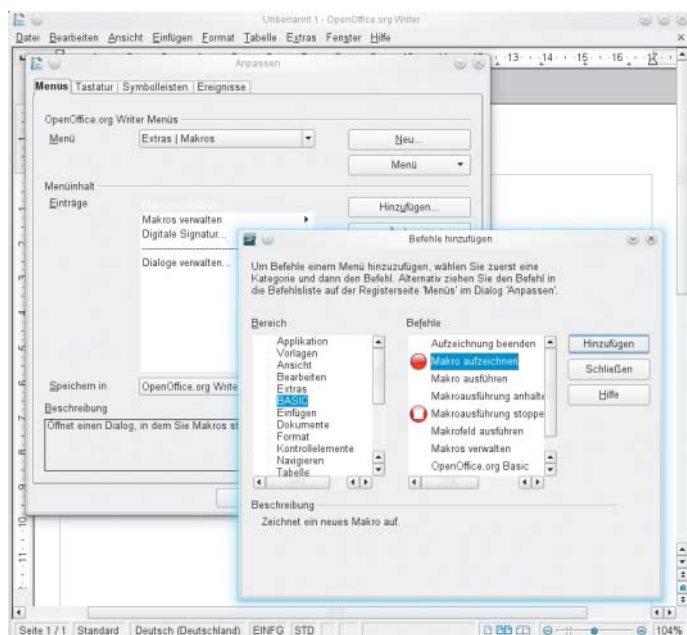 Unbenannt 1 - OpenOffice.org Writer
Datei Bearbeiten Ansicht Einfügen Format Tabelle Extras Fenster Hilfe
13 14 15 16
Anpassen
Menüs Tastatur Symbolleisten Ereignisse
OpenOffice.org Writer Menüs
Menü Extras | Makros Neu...
Menü
Menüinhalt
Einträge Hinzufügen...
Makros verwalten
Digitale Signatur...
Dialoge verwalten...
Speichern in OpenOffice.org Write
Beschreibung
Öffnet einen Dialog, in dem Sie Makros st
Befehle hinzufügen
Um Befehle einem Menü hinzuzufügen, wählen Sie zuerst eine
Kategorie und dann den Befehl. Alternativ ziehen Sie den Befehl in
die Befehlsliste auf der Registerseite 'Menüs' im Dialog 'Anpassen'.
Bereich
Applikation
Vorlagen
Ansicht
Bearbeiten
Extras
BASIC
Einfügen
Dokumente
Format
Kontrollelemente
Navigieren
Tabelle
Befehle
Aufzeichnung beenden
Makro aufzeichnen
Makro ausführen
Makroausführung anhalte
Makroausführung stoppe
Makrofeld ausführen
Makros verwalten
OpenOffice.org Basic
Hinzufügen
Schließen
Hilfe
Beschreibung
Zeichnet ein neues Makro auf.
Seite 1 / 1 Standard Deutsch (Deutschland) EINFG STD 104%